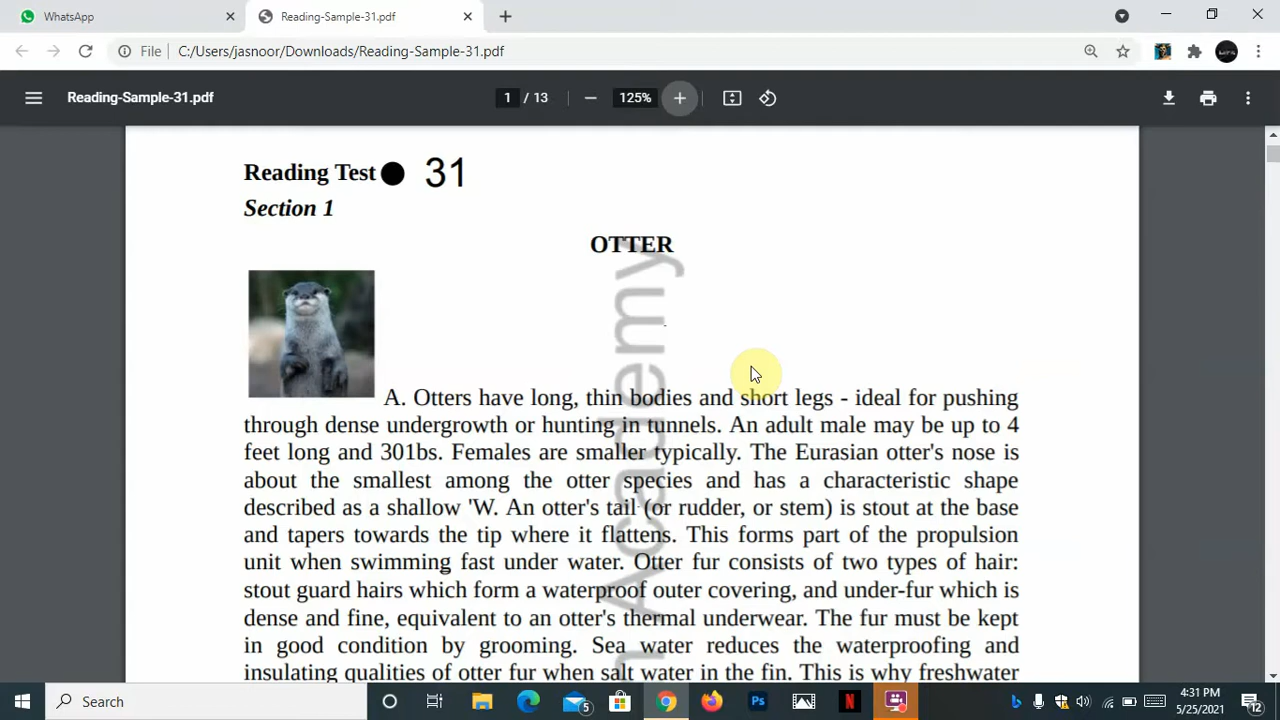 WhatsApp
Reading-Sample-31.pdf
File
C:/Users/jasnoor/Downloads/Reading-Sample-31.pdf
Reading-Sample-31.pdf
1 / 13
125%
Reading Test ● 31
Section 1
OTTER
A. Otters have long, thin bodies and short legs - ideal for pushing
through dense undergrowth or hunting in tunnels. An adult male may be up to 4
feet long and 301bs. Females are smaller typically. The Eurasian otter's nose is
about the smallest among the otter species and has a characteristic shape
described as a shallow 'W. An otter's tail (or rudder, or stem) is stout at the base
and tapers towards the tip where it flattens. This forms part of the propulsion
unit when swimming fast under water. Otter fur consists of two types of hair:
stout guard hairs which form a waterproof outer covering, and under-fur which is
dense and fine, equivalent to an otter's thermal underwear. The fur must be kept
in good condition by grooming. Sea water reduces the waterproofing and
insulating qualities of otter fur when salt water in the fin. This is why freshwater
n Academy
Search
5
Ps
N
4:31 PM
5/25/2021
12